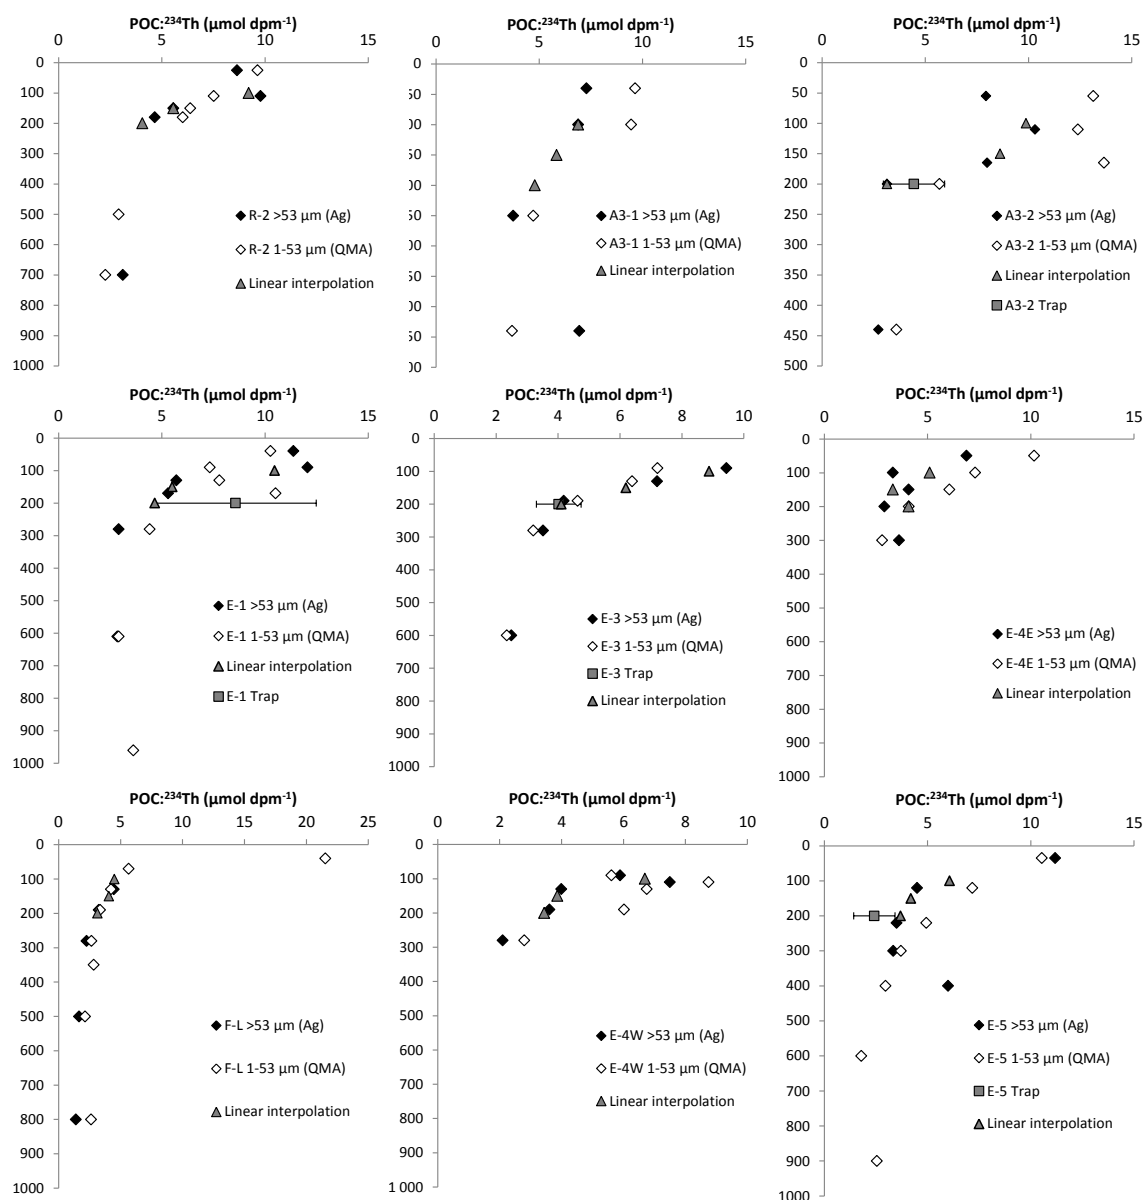 POC:²³⁴Th (µmol dpm⁻¹)
0 5 10 15
0
100
200
300
400
500
600
700
800
900
1000
R-2 >53 µm (Ag)
R-2 1-53 µm (QMA)
Linear interpolation
POC:²³⁴Th (µmol dpm⁻¹)
0 5 10 15
0
50
00
50
00
50
00
50
00
50
00
A3-1 >53 µm (Ag)
A3-1 1-53 µm (QMA)
Linear interpolation
POC:²³⁴Th (µmol dpm⁻¹)
0 5 10 15
0
50
100
150
200
250
300
350
400
450
500
A3-2 >53 µm (Ag)
A3-2 1-53 µm (QMA)
Linear interpolation
A3-2 Trap
POC:²³⁴Th (µmol dpm⁻¹)
0 5 10 15
0
100
200
300
400
500
600
700
800
900
1000
E-1 >53 µm (Ag)
E-1 1-53 µm (QMA)
Linear interpolation
E-1 Trap
POC:²³⁴Th (µmol dpm⁻¹)
0 2 4 6 8 10
0
100
200
300
400
500
600
700
800
900
1000
E-3 >53 µm (Ag)
E-3 1-53 µm (QMA)
E-3 Trap
Linear interpolation
POC:²³⁴Th (µmol dpm⁻¹)
0 5 10 15
0
100
200
300
400
500
600
700
800
900
1000
E-4E >53 µm (Ag)
E-4E 1-53 µm (QMA)
Linear interpolation
POC:²³⁴Th (µmol dpm⁻¹)
0 5 10 15 20 25
0
100
200
300
400
500
600
700
800
900
1000
F-L >53 µm (Ag)
F-L 1-53 µm (QMA)
Linear interpolation
POC:²³⁴Th (µmol dpm⁻¹)
0 2 4 6 8 10
0
100
200
300
400
500
600
700
800
900
1 000
E-4W >53 µm (Ag)
E-4W 1-53 µm (QMA)
Linear interpolation
POC:²³⁴Th (µmol dpm⁻¹)
0 5 10 15
0
100
200
300
400
500
600
700
800
900
1000
E-5 >53 µm (Ag)
E-5 1-53 µm (QMA)
E-5 Trap
Linear interpolation